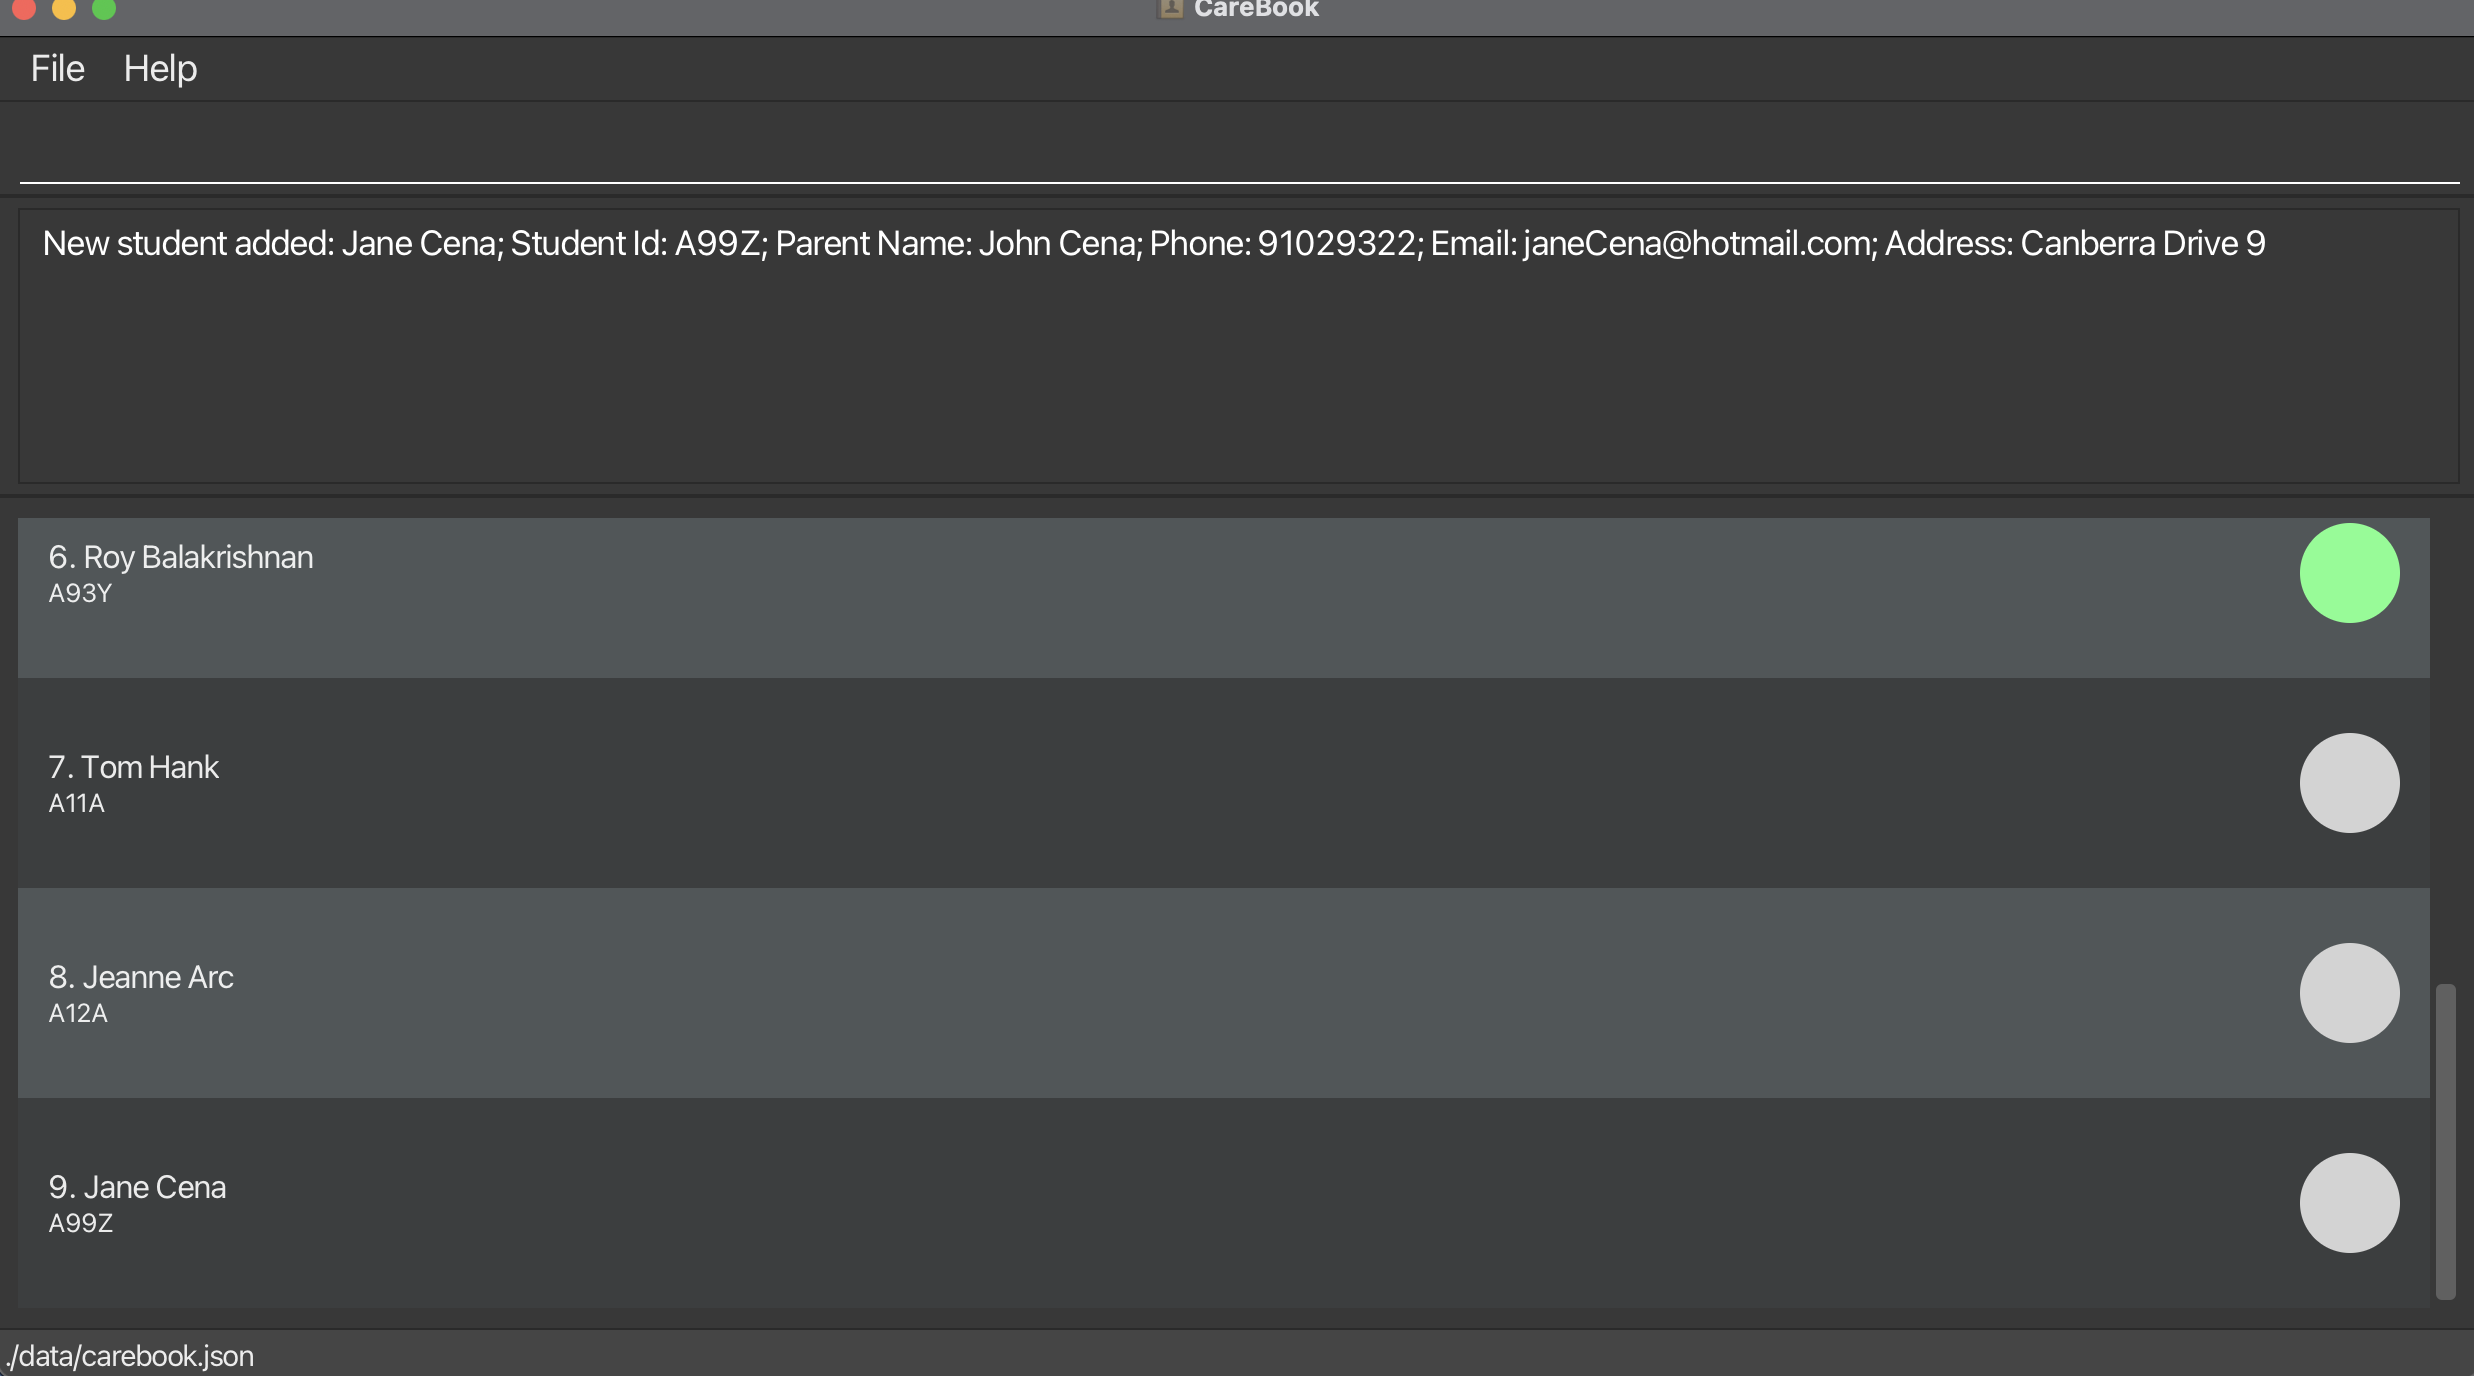 CareBook
File Help
New student added: Jane Cena; Student Id: A99Z; Parent Name: John Cena; Phone: 91029322; Email: janeCena@hotmail.com; Address: Canberra Drive 9
6. Roy Balakrishnan
A93Y
7. Tom Hank
A11A
8. Jeanne Arc
A12A
9. Jane Cena
A99Z
./data/carebook.json